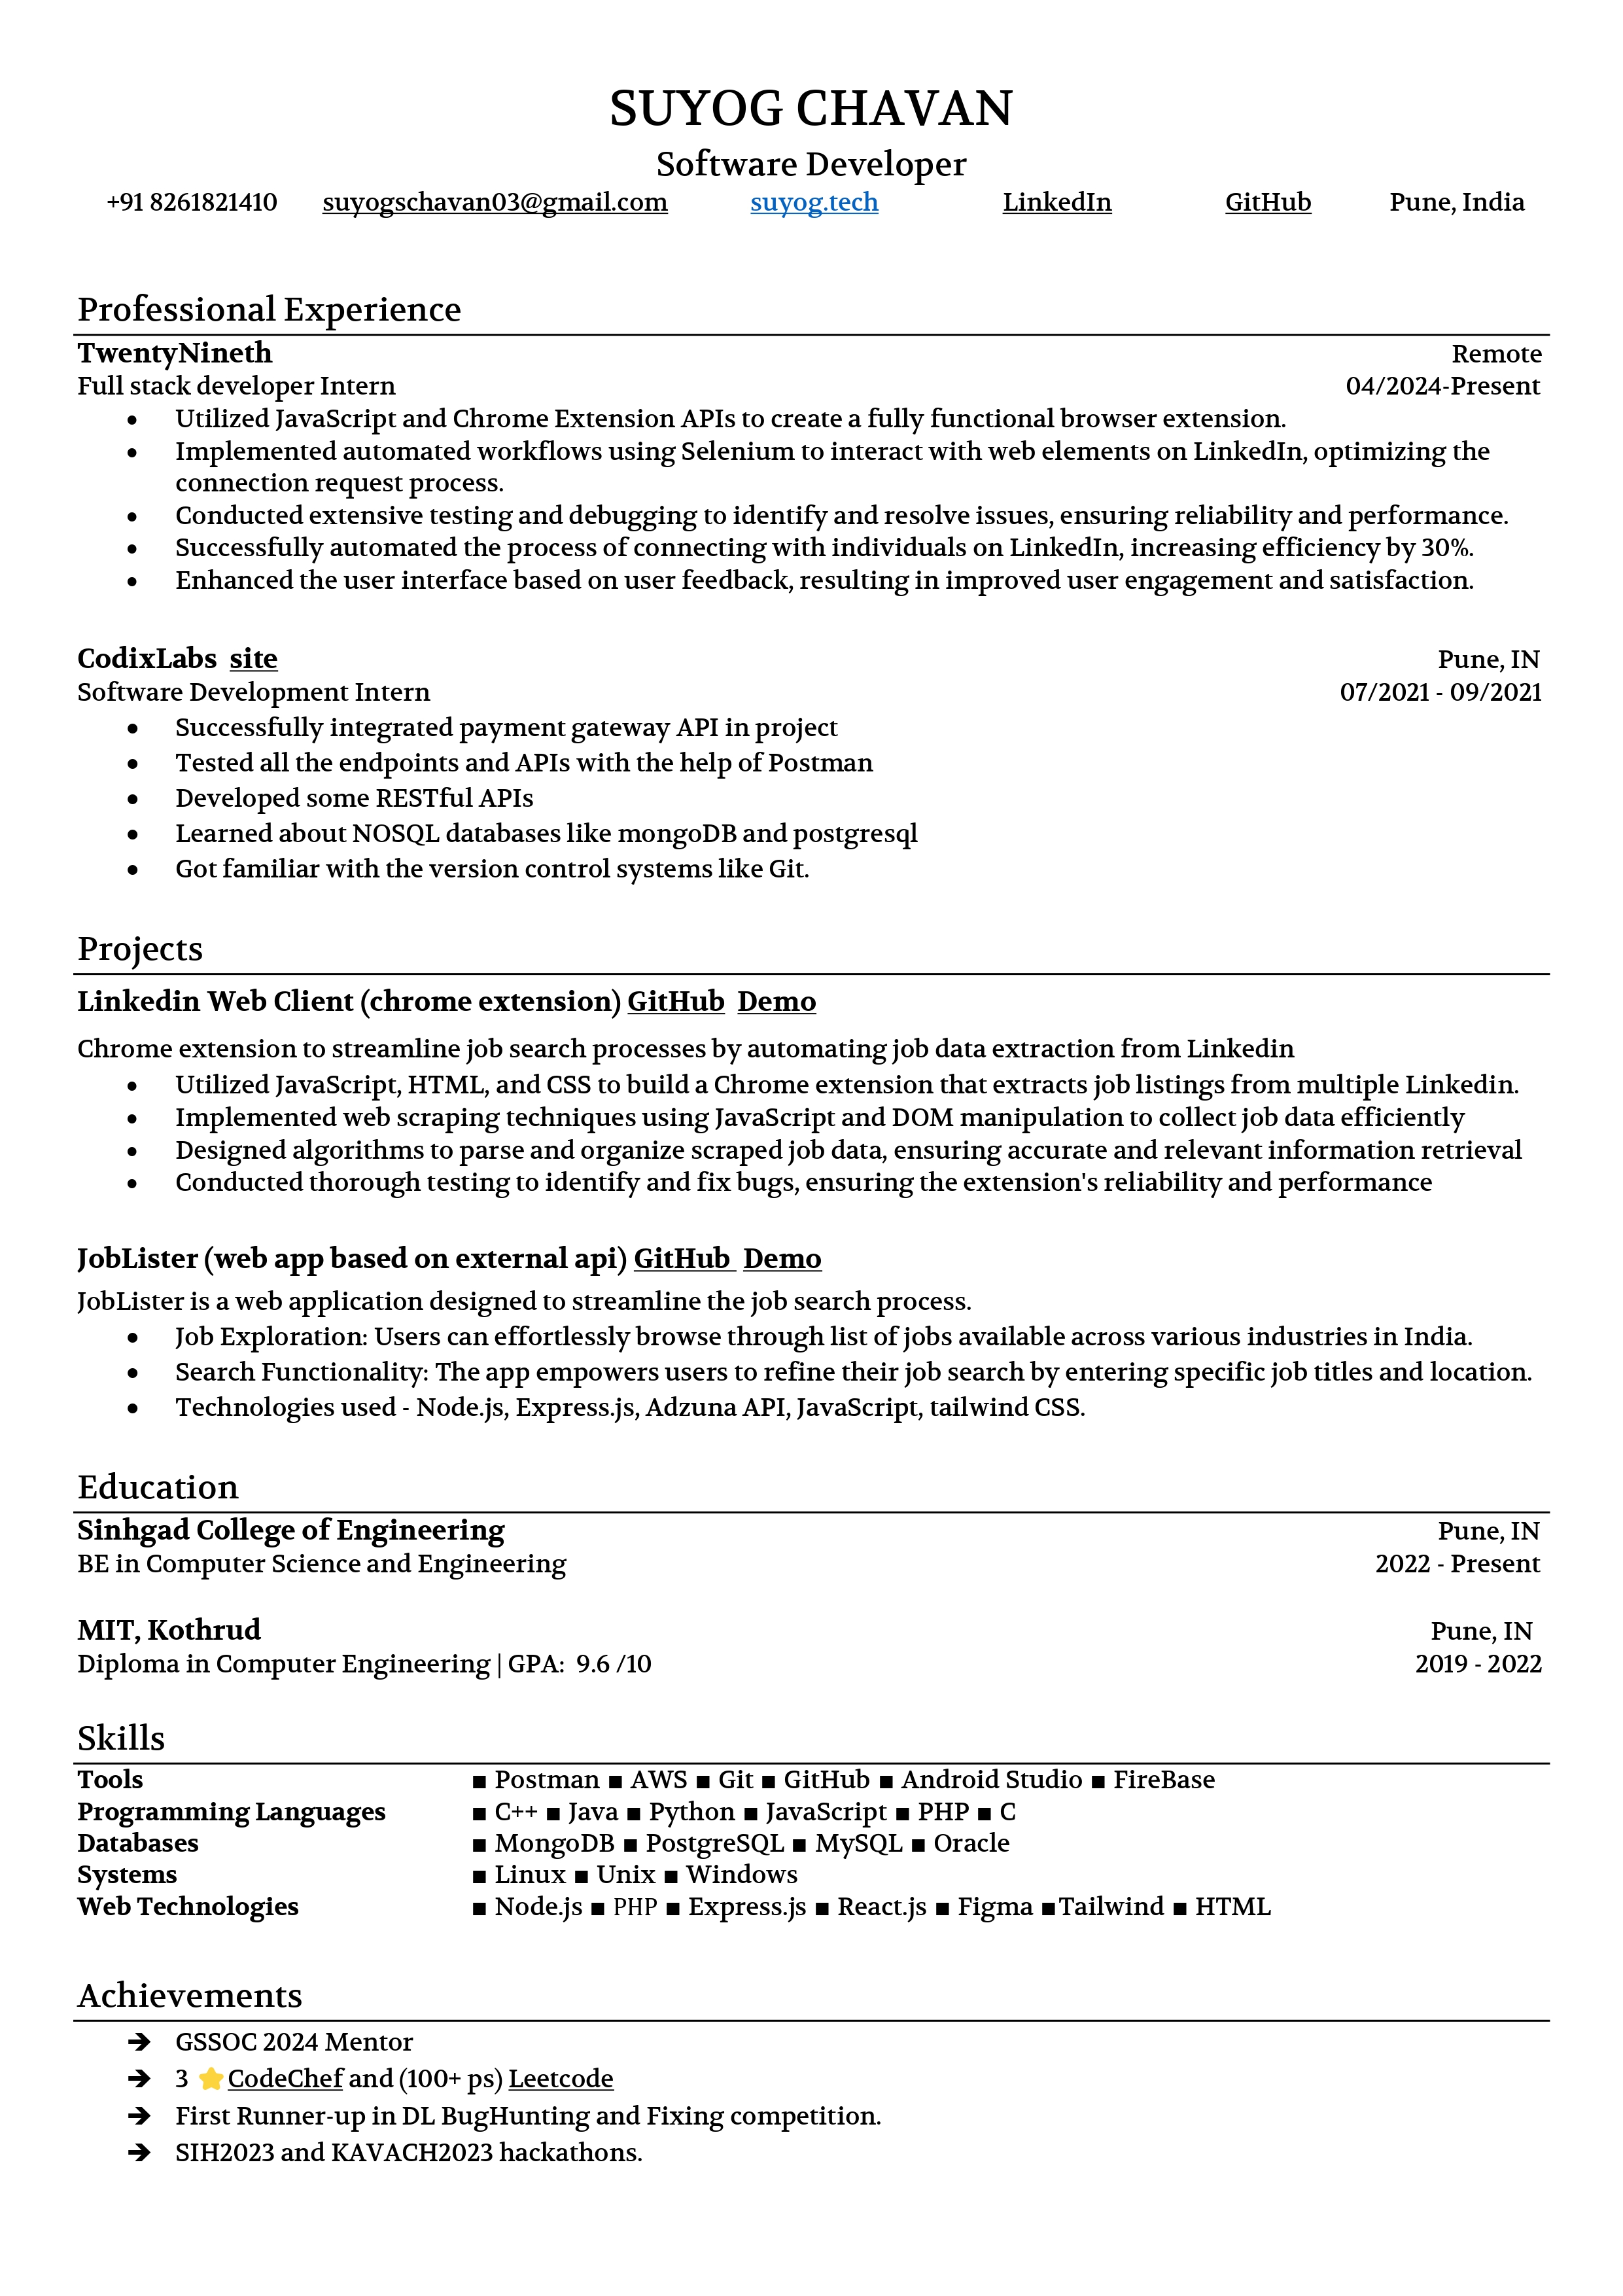 SUYOG CHAVAN
Software Developer
+91 8261821410 suyogschavan03@gmail.com suyog.tech LinkedIn GitHub Pune, India
Professional Experience
TwentyNineth Remote
Full stack developer Intern 04/2024-Present
• Utilized JavaScript and Chrome Extension APIs to create a fully functional browser extension.
• Implemented automated workflows using Selenium to interact with web elements on LinkedIn, optimizing the
connection request process.
• Conducted extensive testing and debugging to identify and resolve issues, ensuring reliability and performance.
• Successfully automated the process of connecting with individuals on LinkedIn, increasing efficiency by 30%.
• Enhanced the user interface based on user feedback, resulting in improved user engagement and satisfaction.
CodixLabs site Pune, IN
Software Development Intern 07/2021 - 09/2021
• Successfully integrated payment gateway API in project
• Tested all the endpoints and APIs with the help of Postman
• Developed some RESTful APIs
• Learned about NOSQL databases like mongoDB and postgresql
• Got familiar with the version control systems like Git.
Projects
Linkedin Web Client (chrome extension) GitHub Demo
Chrome extension to streamline job search processes by automating job data extraction from Linkedin
• Utilized JavaScript, HTML, and CSS to build a Chrome extension that extracts job listings from multiple Linkedin.
• Implemented web scraping techniques using JavaScript and DOM manipulation to collect job data efficiently
• Designed algorithms to parse and organize scraped job data, ensuring accurate and relevant information retrieval
• Conducted thorough testing to identify and fix bugs, ensuring the extension's reliability and performance
JobLister (web app based on external api) GitHub Demo
JobLister is a web application designed to streamline the job search process.
• Job Exploration: Users can effortlessly browse through list of jobs available across various industries in India.
• Search Functionality: The app empowers users to refine their job search by entering specific job titles and location.
• Technologies used - Node.js, Express.js, Adzuna API, JavaScript, tailwind CSS.
Education
Sinhgad College of Engineering Pune, IN
BE in Computer Science and Engineering 2022 - Present
MIT, Kothrud Pune, IN
Diploma in Computer Engineering | GPA: 9.6 /10 2019 - 2022
Skills
Tools ■ Postman ■ AWS ■ Git ■ GitHub ■ Android Studio ■ FireBase
Programming Languages ■ C++ ■ Java ■ Python ■ JavaScript ■ PHP ■ C
Databases ■ MongoDB ■ PostgreSQL ■ MySQL ■ Oracle
Systems ■ Linux ■ Unix ■ Windows
Web Technologies ■ Node.js ■ PHP ■ Express.js ■ React.js ■ Figma ■Tailwind ■ HTML
Achievements
➔ GSSOC 2024 Mentor
➔ 3 ⭐ CodeChef and (100+ ps) Leetcode
➔ First Runner-up in DL BugHunting and Fixing competition.
➔ SIH2023 and KAVACH2023 hackathons.